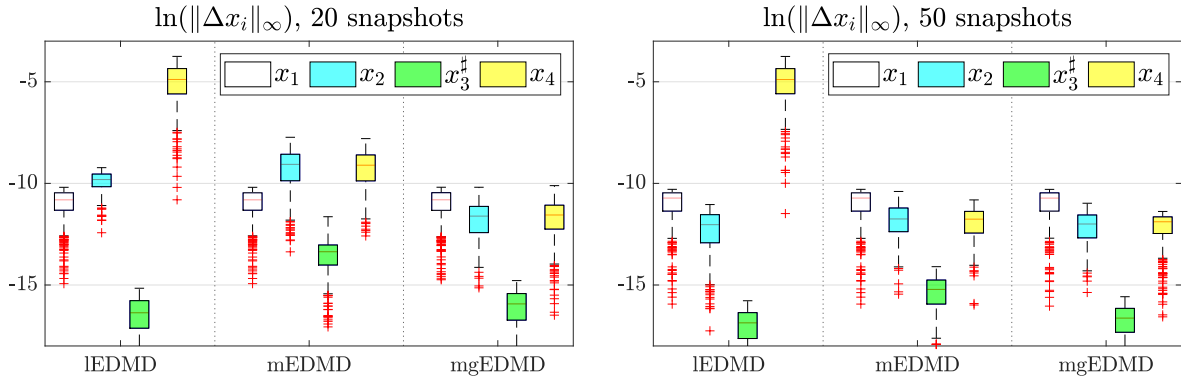 ln(‖Δx_i‖_∞), 20 snapshots
-5
-10
-15
x_1 x_2 x_3^♯ x_4
lEDMD mEDMD mgEDMD
ln(‖Δx_i‖_∞), 50 snapshots
-5
-10
-15
x_1 x_2 x_3^♯ x_4
lEDMD mEDMD mgEDMD